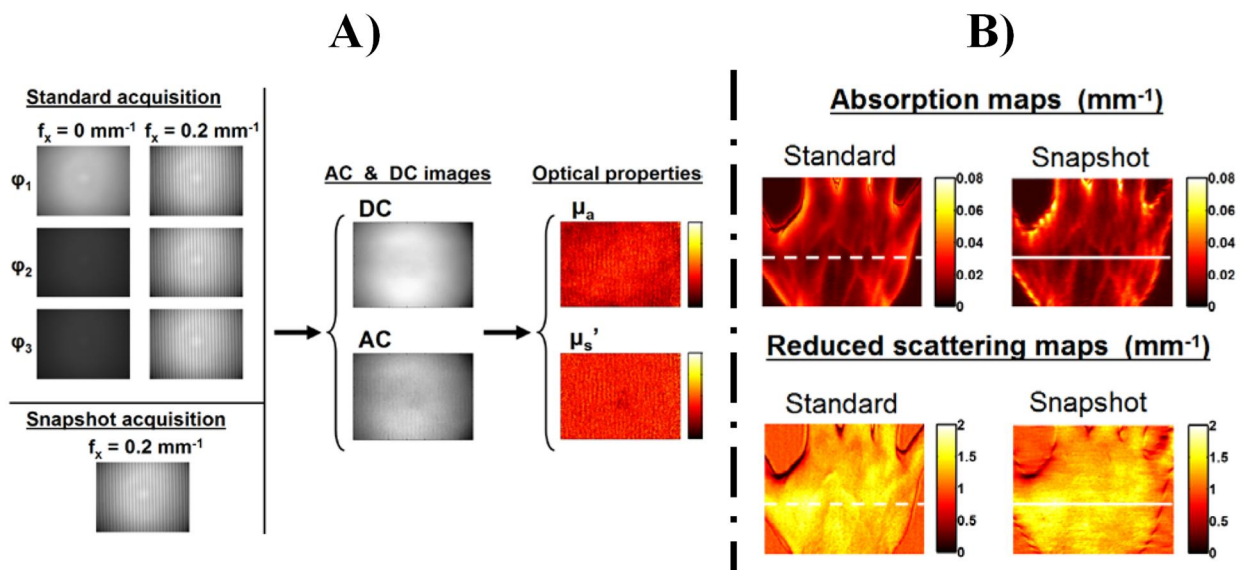 A)
Standard acquisition
fx = 0 mm-1 fx = 0.2 mm-1
φ1
φ2
φ3
Snapshot acquisition
fx = 0.2 mm-1
AC & DC images
DC
AC
Optical properties
μa
μs’
B)
Absorption maps (mm-1)
Standard
0.08
0.06
0.04
0.02
0
Snapshot
0.08
0.06
0.04
0.02
0
Reduced scattering maps (mm-1)
Standard
2
1.5
1
0.5
0
Snapshot
2
1.5
1
0.5
0